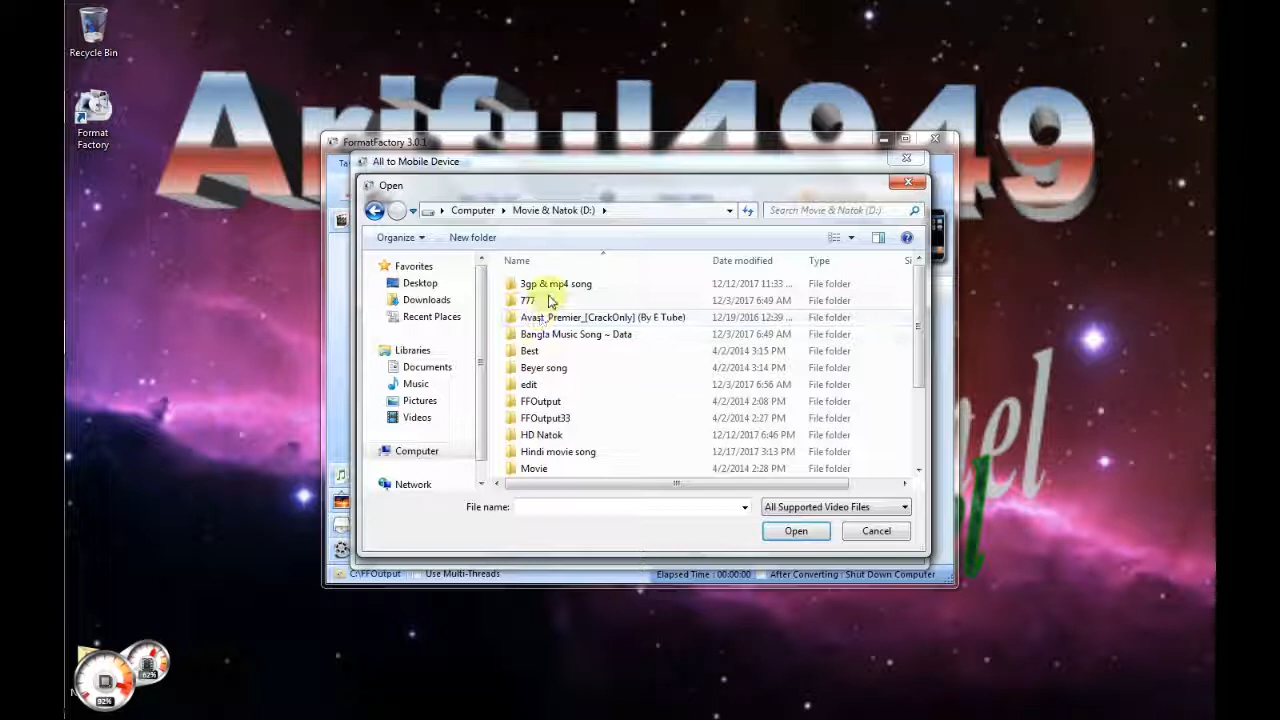 Recycle Bin
Format
Factory
FormatFactory 3.0.1
All to Mobile Device
Open
Computer Movie & Natok (D:)
Search Movie & Natok (D:)
Organize
New folder
Name Date modified Type Si
Favorites
Desktop
Downloads
Recent Places
Libraries
Documents
Music
Pictures
Videos
Computer
Network
3gp & mp4 song 12/12/2017 11:33 ... File folder
777 12/3/2017 6:49 AM File folder
Avast_Premier_[CrackOnly] (By E Tube) 12/19/2016 12:39 ... File folder
Bangla Music Song ~ Data 12/3/2017 6:49 AM File folder
Best 4/2/2014 3:15 PM File folder
Beyer song 4/2/2014 3:14 PM File folder
edit 12/3/2017 6:56 AM File folder
FFOutput 4/2/2014 2:08 PM File folder
FFOutput33 4/2/2014 2:27 PM File folder
HD Natok 12/12/2017 6:46 PM File folder
Hindi movie song 12/17/2017 3:13 ... File folder
Movie 4/2/2014 2:28 PM File folder
File name:
All Supported Video Files
Open
Cancel
C:\FFOutput
Use Multi-Threads
Elapsed Time : 00:00:00
After Converting : Shut Down Computer
82%
62%